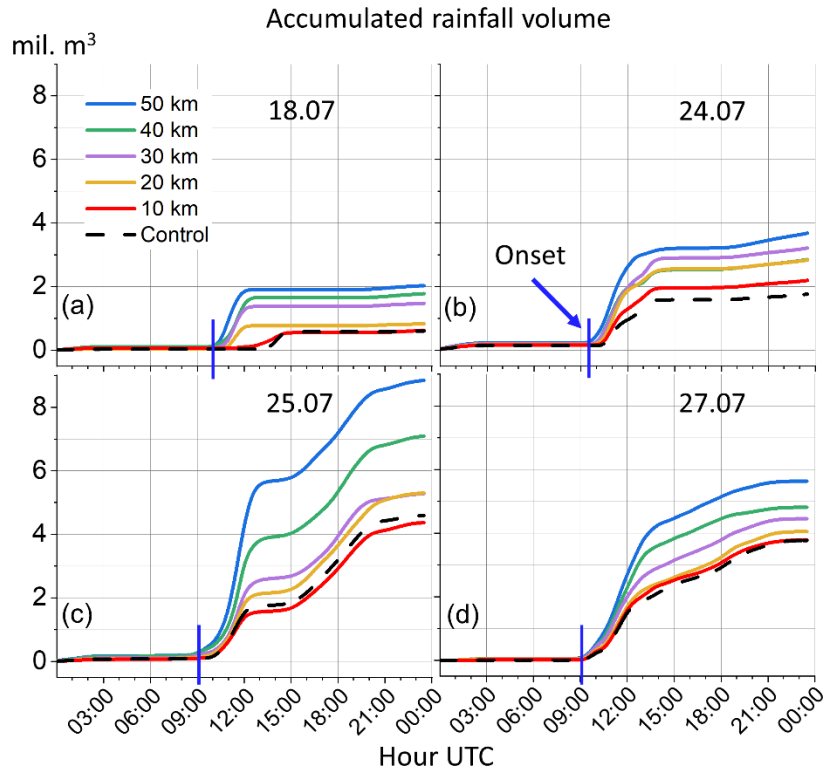 Accumulated rainfall volume
mil. m³
8
6
4
2
0
50 km
40 km
30 km
20 km
10 km
Control
18.07
(a)
24.07
Onset
(b)
8
6
4
2
0
25.07
(c)
27.07
(d)
03:00 06:00 09:00 12:00 15:00 18:00 21:00 00:00
03:00 06:00 09:00 12:00 15:00 18:00 21:00 00:00
Hour UTC